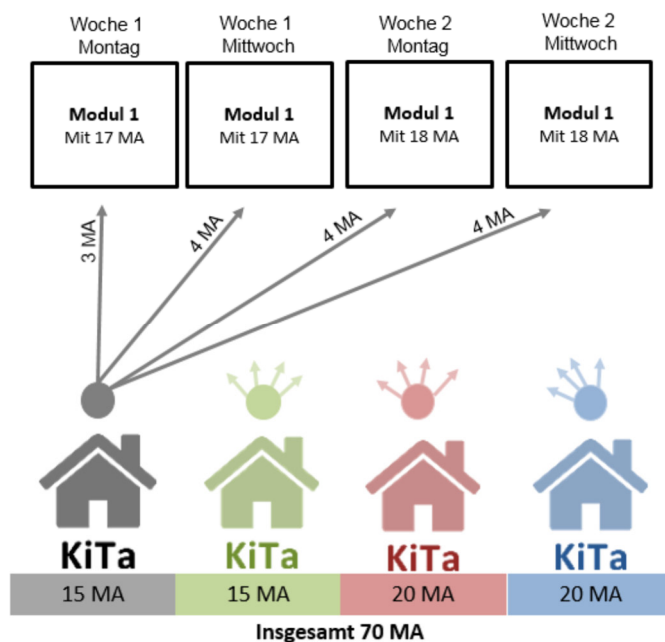 Woche 1
Montag
Woche 1
Mittwoch
Woche 2
Montag
Woche 2
Mittwoch
Modul 1
Mit 17 MA
Modul 1
Mit 17 MA
Modul 1
Mit 18 MA
Modul 1
Mit 18 MA
3 MA
4 MA
4 MA
4 MA
KiTa
KiTa
KiTa
KiTa
15 MA
15 MA
20 MA
20 MA
Insgesamt 70 MA